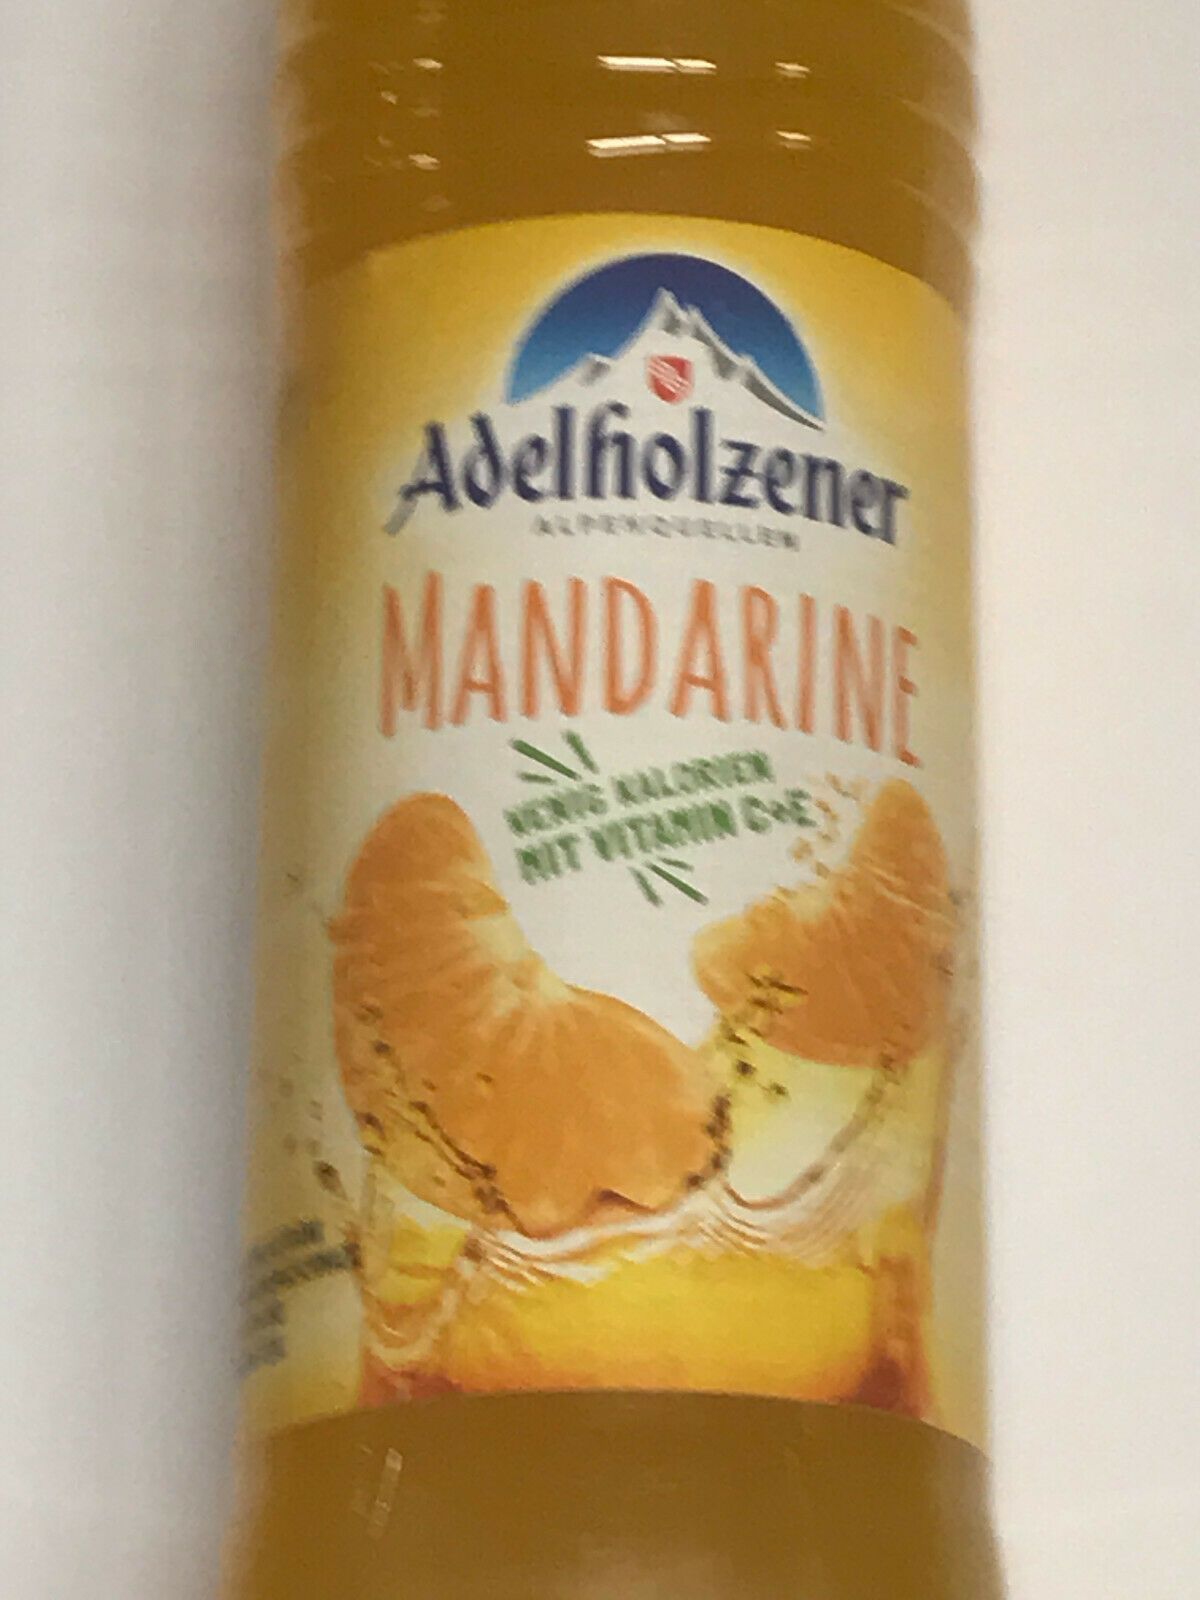 Adelholzener
ALPENQUELLEN
MANDARINE
WENIG KALORIEN
MIT VITAMIN C+E